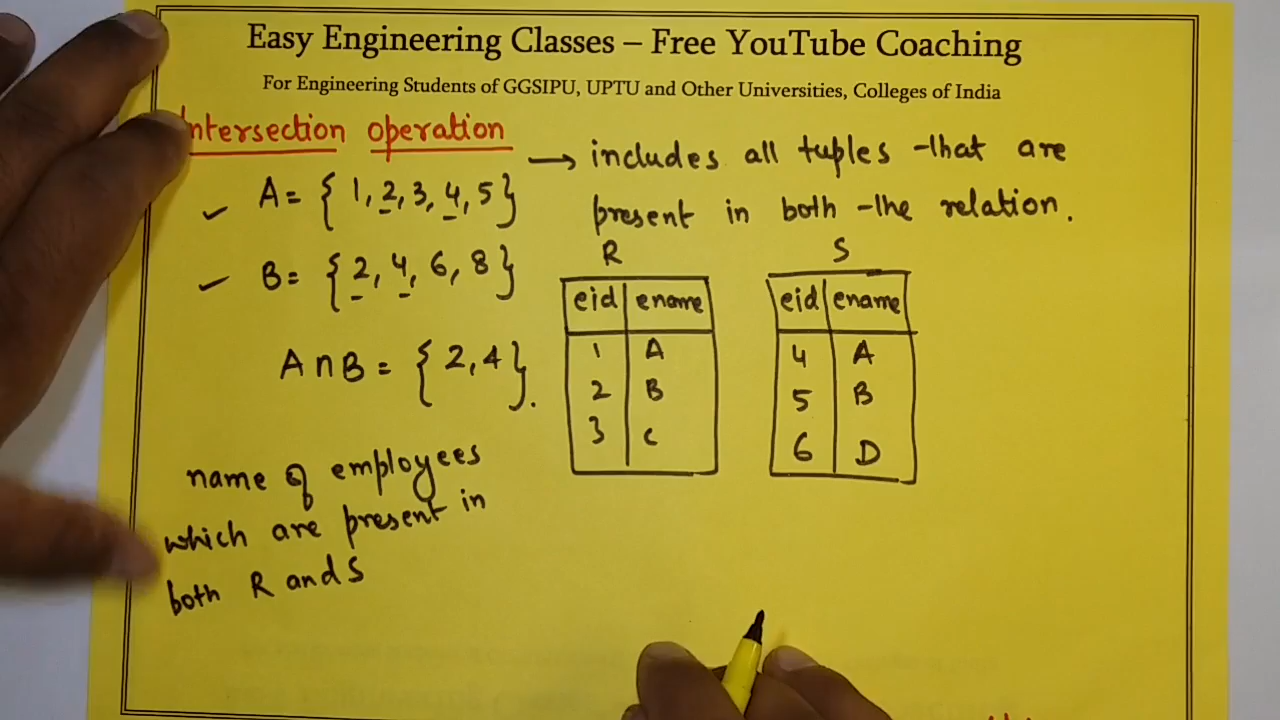 Easy Engineering Classes – Free YouTube Coaching
For Engineering Students of GGSIPU, UPTU and Other Universities, Colleges of India
Intersection operation
→ includes all tuples that are
present in both the relation.
✓ A = { 1, 2, 3, 4, 5 }
✓ B = { 2, 4, 6, 8 }
A ∩ B = { 2, 4 }.
R
eid ename
1 A
2 B
3 C
S
eid ename
4 A
5 B
6 D
name of employees
which are present in
both R and S